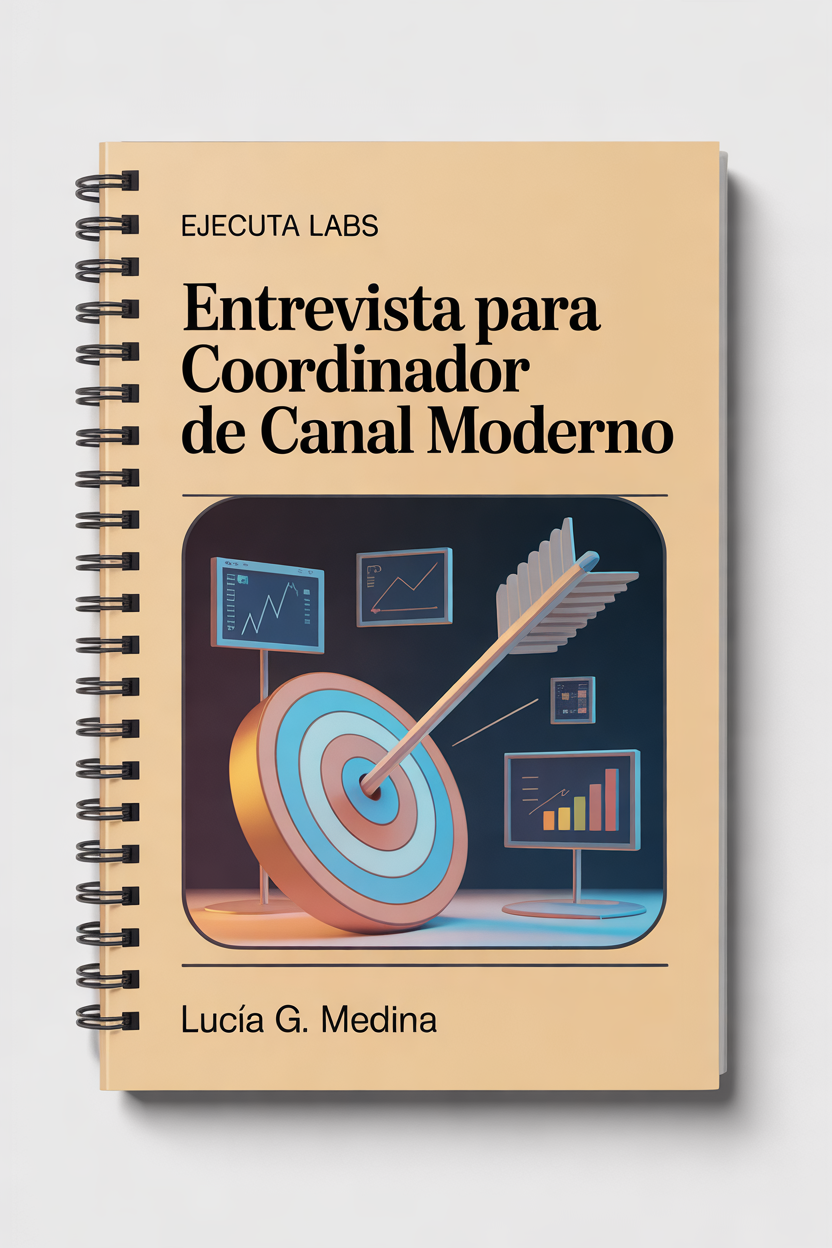 EJECUTA LABS
Entrevista para
Coordinador
de Canal Moderno
Lucía G. Medina